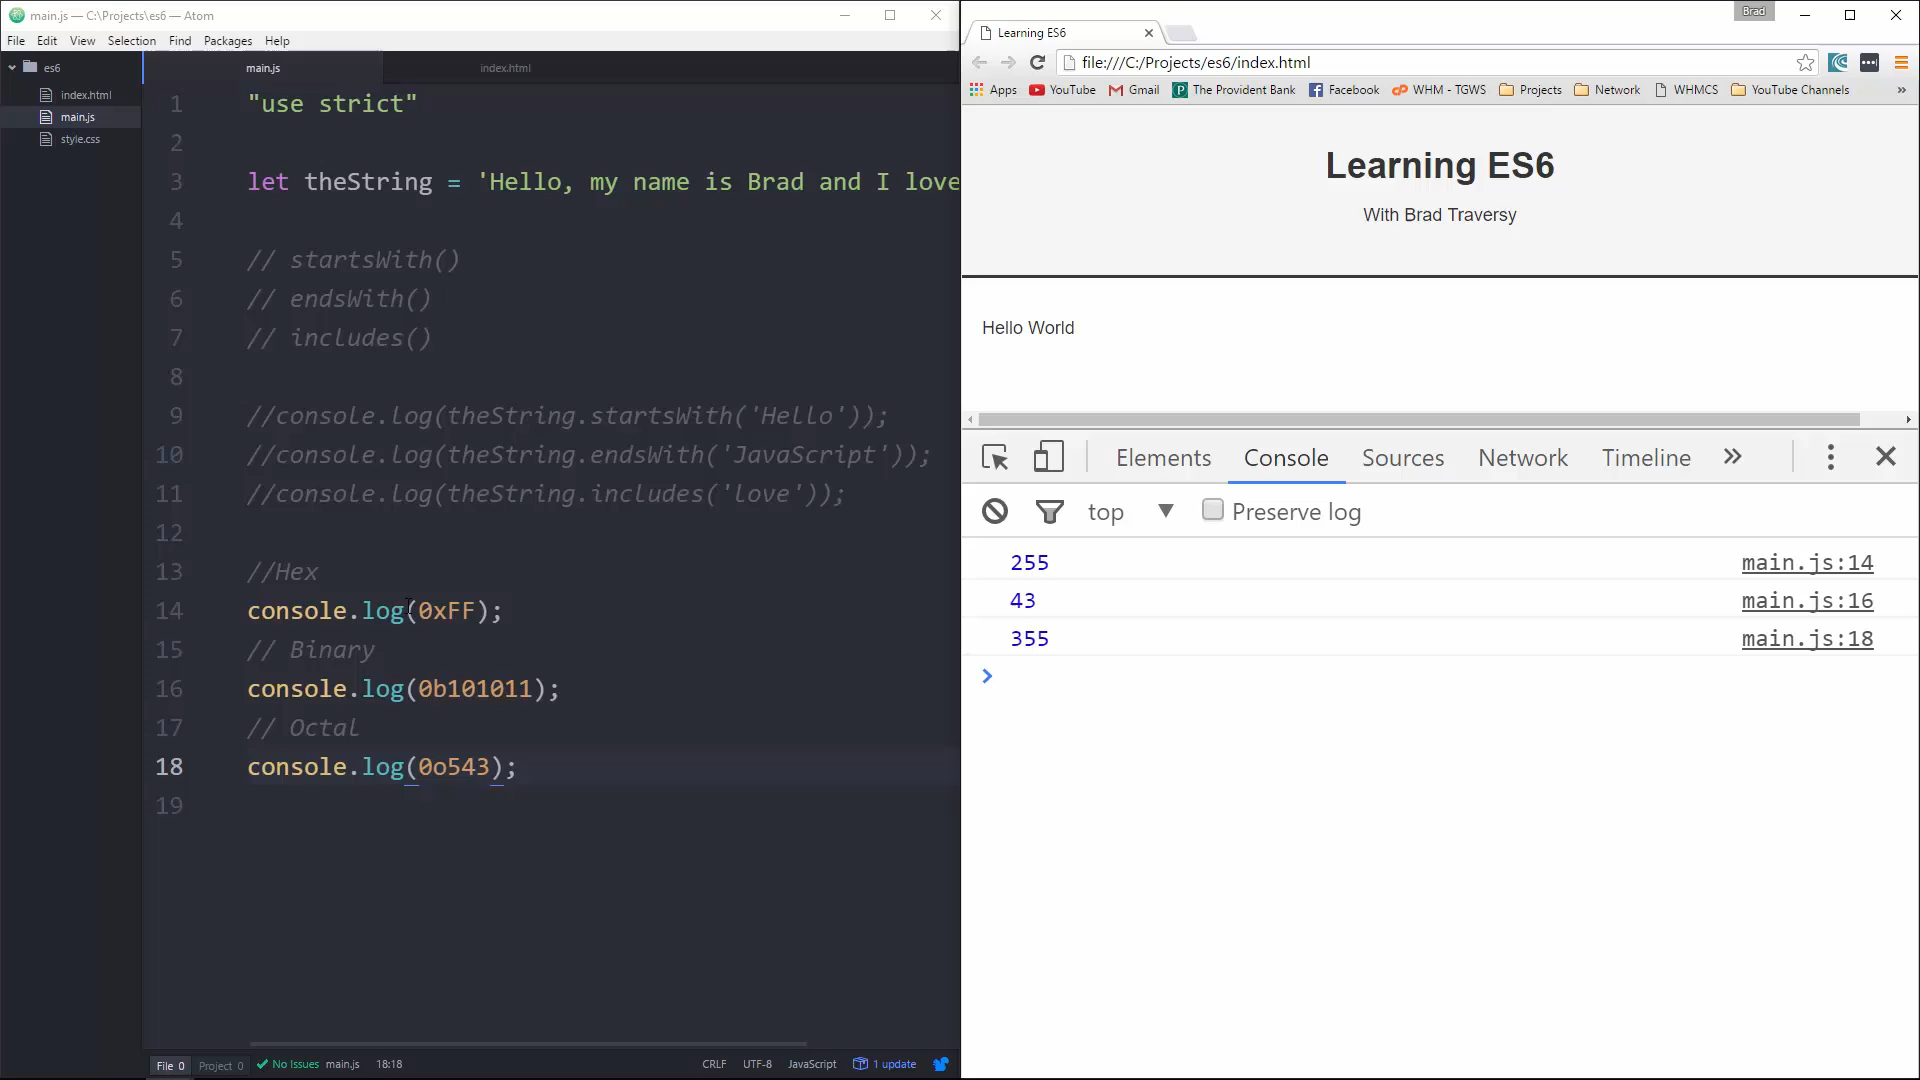 main.js — C:\Projects\es6 — Atom
File Edit View Selection Find Packages Help
es6
index.html
main.js
style.css
main.js index.html
1 "use strict"
2
3 let theString = 'Hello, my name is Brad and I love
4
5 // startsWith()
6 // endsWith()
7 // includes()
8
9 //console.log(theString.startsWith('Hello'));
10 //console.log(theString.endsWith('JavaScript'));
11 //console.log(theString.includes('love'));
12
13 //Hex
14 console.log(0xFF);
15 // Binary
16 console.log(0b101011);
17 // Octal
18 console.log(0o543);
19
File 0 Project 0 No Issues main.js 18:18 CRLF UTF-8 JavaScript 1 update
Brad
Learning ES6
file:///C:/Projects/es6/index.html
Apps YouTube Gmail The Provident Bank Facebook WHM - TGWS Projects Network WHMCS YouTube Channels »
Learning ES6
With Brad Traversy
Hello World
Elements Console Sources Network Timeline »
top Preserve log
255 main.js:14
43 main.js:16
355 main.js:18